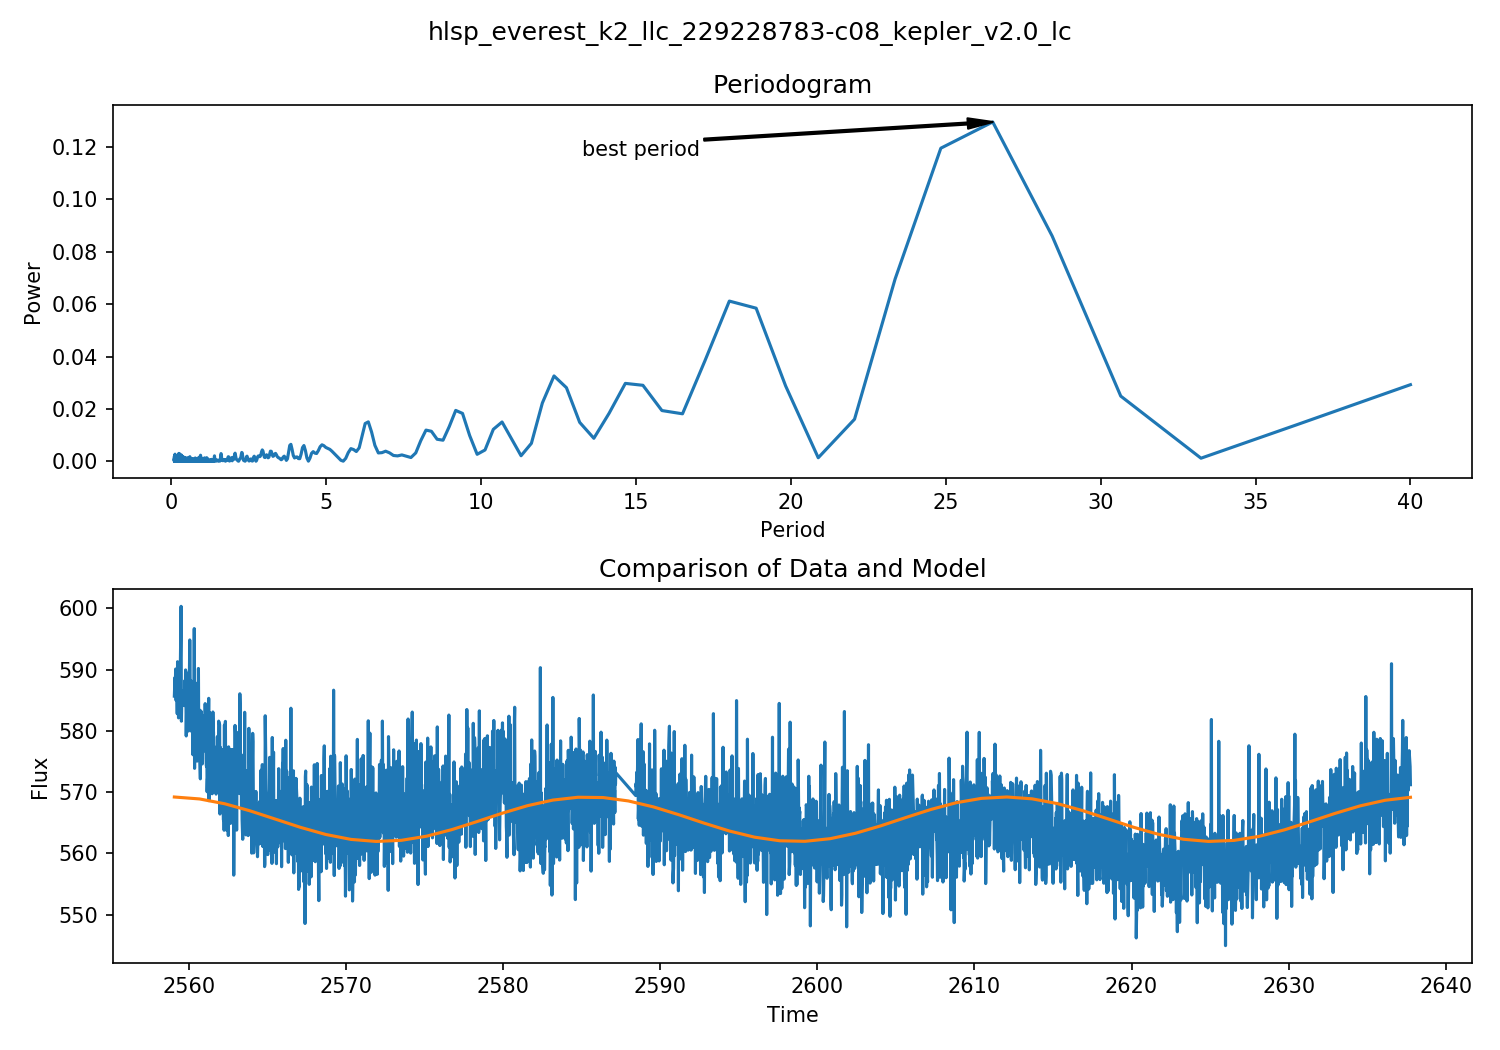 hlsp_everest_k2_llc_229228783-c08_kepler_v2.0_lc
Periodogram
best period
0.12
0.10
0.08
0.06
0.04
0.02
0.00
Power
0 5 10 15 20 25 30 35 40
Period
Comparison of Data and Model
600
590
580
570
560
550
Flux
2560 2570 2580 2590 2600 2610 2620 2630 2640
Time